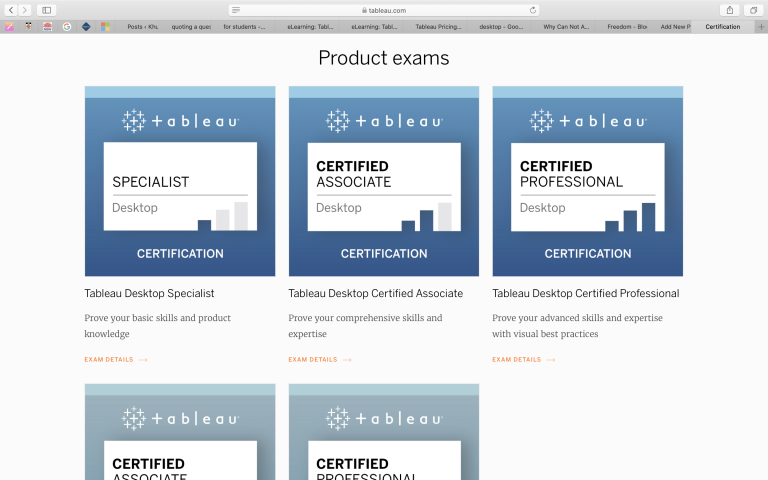 tableau.com
Posts ‹ Khu
quoting a ques
for students -...
eLearning: Tabl...
eLearning: Tabl...
Tableau Pricing...
desktop - Goo...
Why Can Not A...
Freedom – Blo
Add New P
Certification
Product exams
+ableau
SPECIALIST
Desktop
CERTIFICATION
+ableau
CERTIFIED
ASSOCIATE
Desktop
CERTIFICATION
+ableau
CERTIFIED
PROFESSIONAL
Desktop
CERTIFICATION
Tableau Desktop Specialist
Prove your basic skills and product
knowledge
EXAM DETAILS →
Tableau Desktop Certified Associate
Prove your comprehensive skills and
expertise
EXAM DETAILS →
Tableau Desktop Certified Professional
Prove your advanced skills and expertise
with visual best practices
EXAM DETAILS →
+ableau
CERTIFIED
ASSOCIATE
+ableau
CERTIFIED
PROFESSIONAL